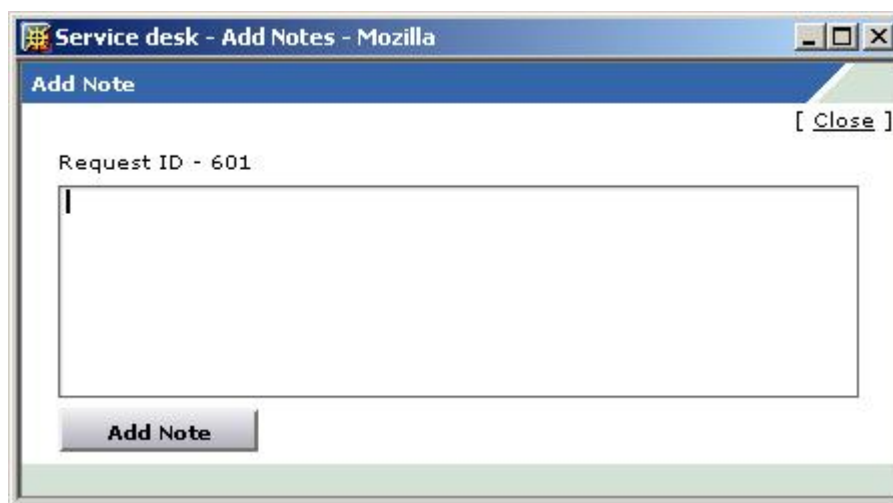 Service desk - Add Notes - Mozilla
Add Note
[ Close ]
Request ID - 601
Add Note